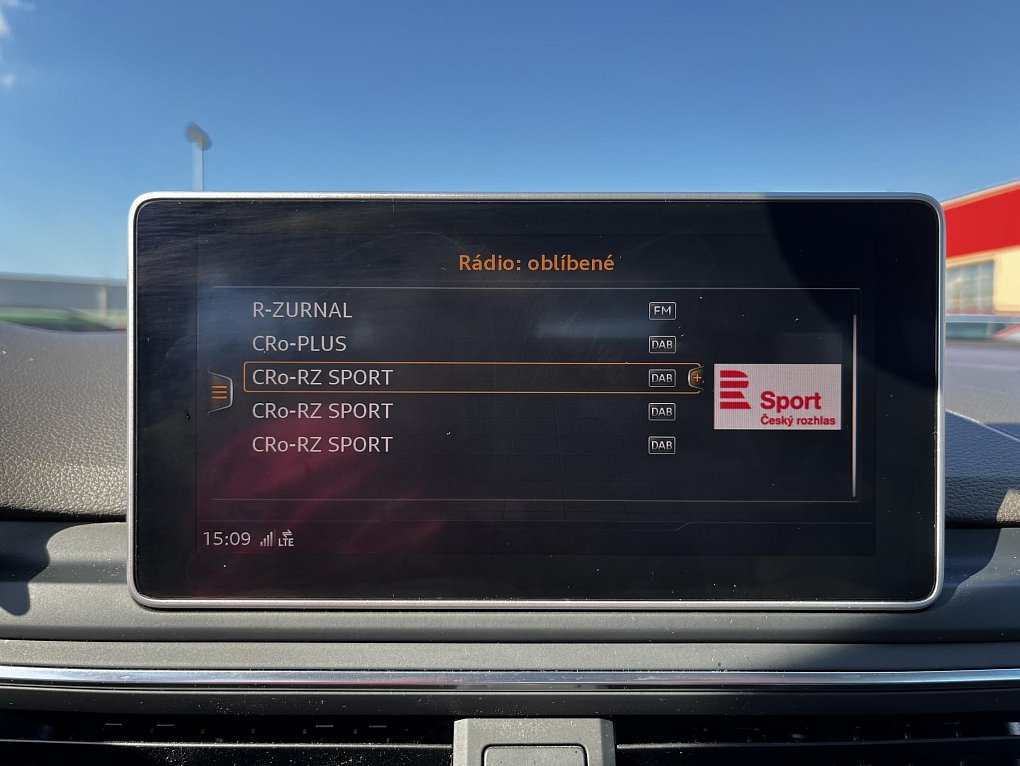 Rádio: oblíbené
R-ZURNAL FM
CRo-PLUS DAB
CRo-RZ SPORT DAB
CRo-RZ SPORT DAB
CRo-RZ SPORT DAB
Sport
Český rozhlas
15:09 LTE